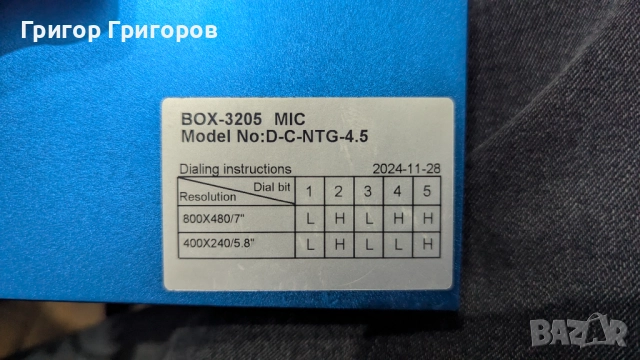 Григор Григоров
BOX-3205 MIC
Model No:D-C-NTG-4.5
Dialing instructions 2024-11-28
Dial bit 1 2 3 4 5
Resolution
800X480/7" L H L H H
400X240/5.8" L H L L H
BAZAR